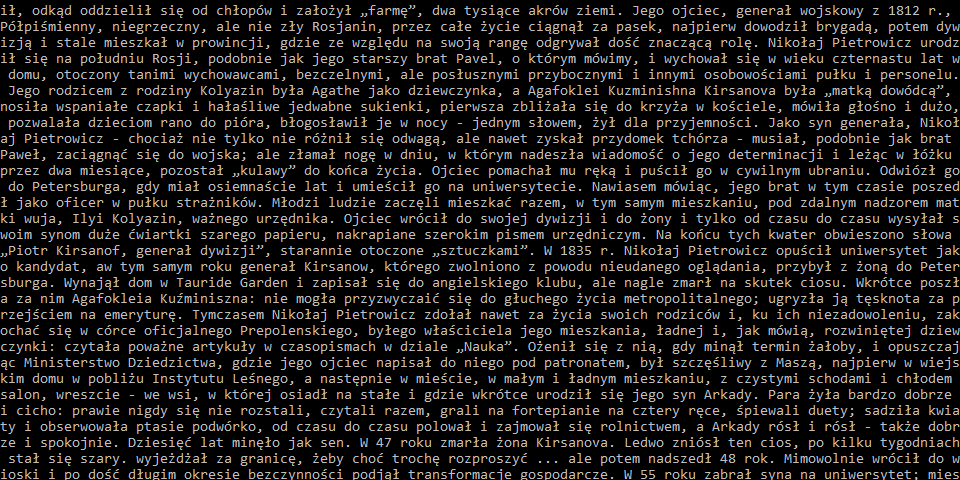 ił, odkąd oddzielił się od chłopów i założył „farmę”, dwa tysiące akrów ziemi. Jego ojciec, generał wojskowy z 1812 r.,
Półpiśmienny, niegrzeczny, ale nie zły Rosjanin, przez całe życie ciągnął za pasek, najpierw dowodził brygadą, potem dyw
izją i stale mieszkał w prowincji, gdzie ze względu na swoją rangę odgrywał dość znaczącą rolę. Nikołaj Pietrowicz urodz
ił się na południu Rosji, podobnie jak jego starszy brat Pavel, o którym mówimy, i wychował się w wieku czternastu lat w
domu, otoczony tanimi wychowawcami, bezczelnymi, ale posłusznymi przybocznymi i innymi osobowościami pułku i personelu.
Jego rodzicem z rodziny Kolyazin była Agathe jako dziewczynka, a Agafoklei Kuzminishna Kirsanova była „matką dowódcą”,
nosiła wspaniałe czapki i hałaśliwe jedwabne sukienki, pierwsza zbliżała się do krzyża w kościele, mówiła głośno i dużo,
pozwalała dzieciom rano do pióra, błogosławił je w nocy - jednym słowem, żył dla przyjemności. Jako syn generała, Nikoł
aj Pietrowicz - chociaż nie tylko nie różnił się odwagą, ale nawet zyskał przydomek tchórza - musiał, podobnie jak brat
Paweł, zaciągnąć się do wojska; ale złamał nogę w dniu, w którym nadeszła wiadomość o jego determinacji i leżąc w łóżku
przez dwa miesiące, pozostał „kulawy” do końca życia. Ojciec pomachał mu ręką i puścił go w cywilnym ubraniu. Odwiózł go
do Petersburga, gdy miał osiemnaście lat i umieścił go na uniwersytecie. Nawiasem mówiąc, jego brat w tym czasie poszed
ł jako oficer w pułku strażników. Młodzi ludzie zaczęli mieszkać razem, w tym samym mieszkaniu, pod zdalnym nadzorem mat
ki wuja, Ilyi Kolyazin, ważnego urzędnika. Ojciec wrócił do swojej dywizji i do żony i tylko od czasu do czasu wysyłał s
woim synom duże ćwiartki szarego papieru, nakrapiane szerokim pismem urzędniczym. Na końcu tych kwater obwieszono słowa
„Piotr Kirsanof, generał dywizji”, starannie otoczone „sztuczkami”. W 1835 r. Nikołaj Pietrowicz opuścił uniwersytet jak
o kandydat, aw tym samym roku generał Kirsanow, którego zwolniono z powodu nieudanego oglądania, przybył z żoną do Peter
sburga. Wynajął dom w Tauride Garden i zapisał się do angielskiego klubu, ale nagle zmarł na skutek ciosu. Wkrótce poszł
a za nim Agafokleia Kuźminiszna: nie mogła przyzwyczaić się do głuchego życia metropolitalnego; ugryzła ją tęsknota za p
rzejściem na emeryturę. Tymczasem Nikołaj Pietrowicz zdołał nawet za życia swoich rodziców i, ku ich niezadowoleniu, zak
ochać się w córce oficjalnego Prepolenskiego, byłego właściciela jego mieszkania, ładnej i, jak mówią, rozwiniętej dziew
czynki: czytała poważne artykuły w czasopismach w dziale „Nauka”. Ożenił się z nią, gdy minął termin żałoby, i opuszczaj
ąc Ministerstwo Dziedzictwa, gdzie jego ojciec napisał do niego pod patronatem, był szczęśliwy z Maszą, najpierw w wiejs
kim domu w pobliżu Instytutu Leśnego, a następnie w mieście, w małym i ładnym mieszkaniu, z czystymi schodami i chłodem
salon, wreszcie - we wsi, w której osiadł na stałe i gdzie wkrótce urodził się jego syn Arkady. Para żyła bardzo dobrze
i cicho: prawie nigdy się nie rozstali, czytali razem, grali na fortepianie na cztery ręce, śpiewali duety; sadziła kwia
ty i obserwowała ptasie podwórko, od czasu do czasu polował i zajmował się rolnictwem, a Arkady rósł i rósł - także dobr
ze i spokojnie. Dziesięć lat minęło jak sen. W 47 roku zmarła żona Kirsanova. Ledwo zniósł ten cios, po kilku tygodniach
stał się szary. wyjeżdżał za granicę, żeby choć trochę rozproszyć ... ale potem nadszedł 48 rok. Mimowolnie wrócił do w
ioski i po dość długim okresie bezczynności podjął transformacje gospodarcze. W 55 roku zabrał syna na uniwersytet; mies